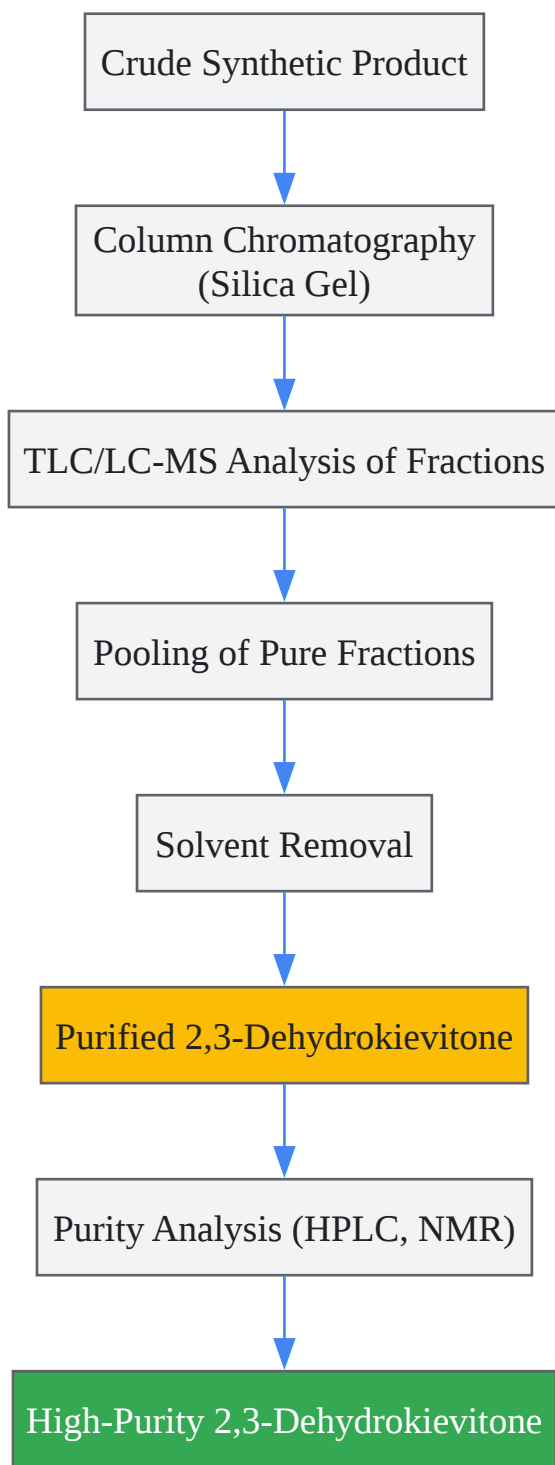 Crude Synthetic Product
Column Chromatography
(Silica Gel)
TLC/LC-MS Analysis of Fractions
Pooling of Pure Fractions
Solvent Removal
Purified 2,3-Dehydrokievitone
Purity Analysis (HPLC, NMR)
High-Purity 2,3-Dehydrokievitone